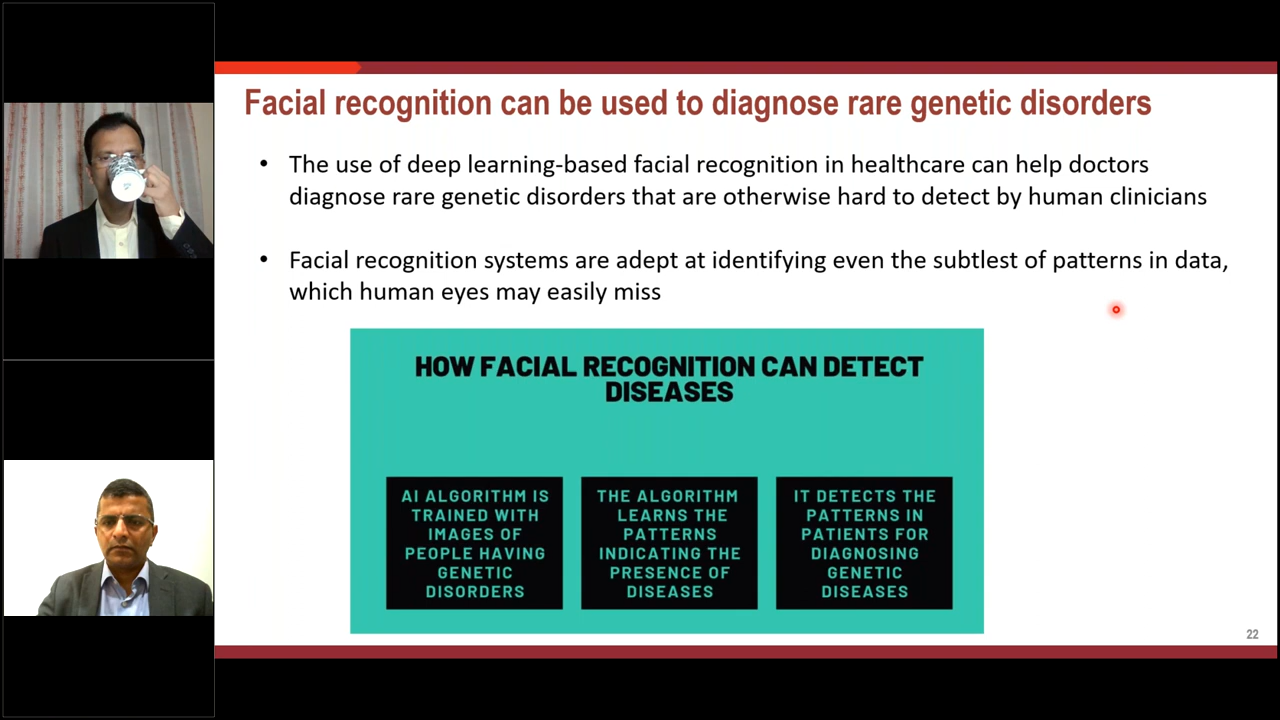 Facial recognition can be used to diagnose rare genetic disorders
• The use of deep learning-based facial recognition in healthcare can help doctors
diagnose rare genetic disorders that are otherwise hard to detect by human clinicians
• Facial recognition systems are adept at identifying even the subtlest of patterns in data,
which human eyes may easily miss
HOW FACIAL RECOGNITION CAN DETECT
DISEASES
AI ALGORITHM IS
TRAINED WITH
IMAGES OF
PEOPLE HAVING
GENETIC
DISORDERS
THE ALGORITHM
LEARNS THE
PATTERNS
INDICATING THE
PRESENCE OF
DISEASES
IT DETECTS THE
PATTERNS IN
PATIENTS FOR
DIAGNOSING
GENETIC
DISEASES
22